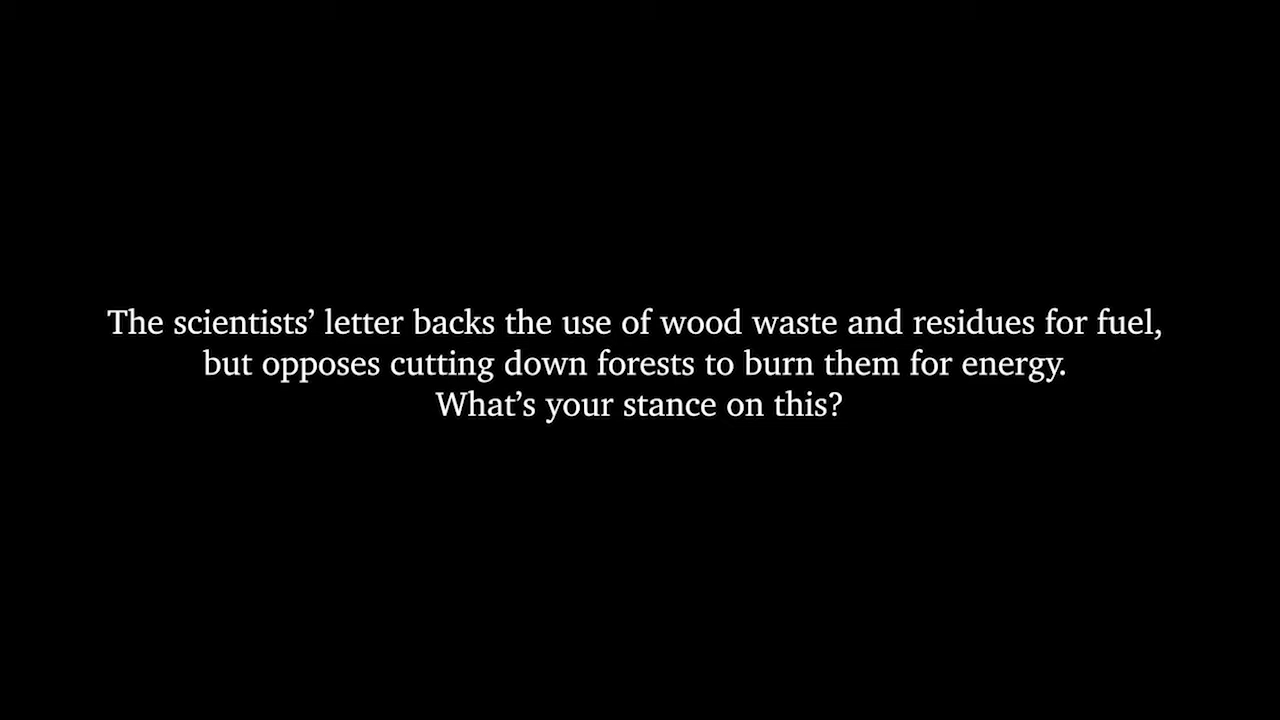 The scientists’ letter backs the use of wood waste and residues for fuel,
but opposes cutting down forests to burn them for energy.
What’s your stance on this?